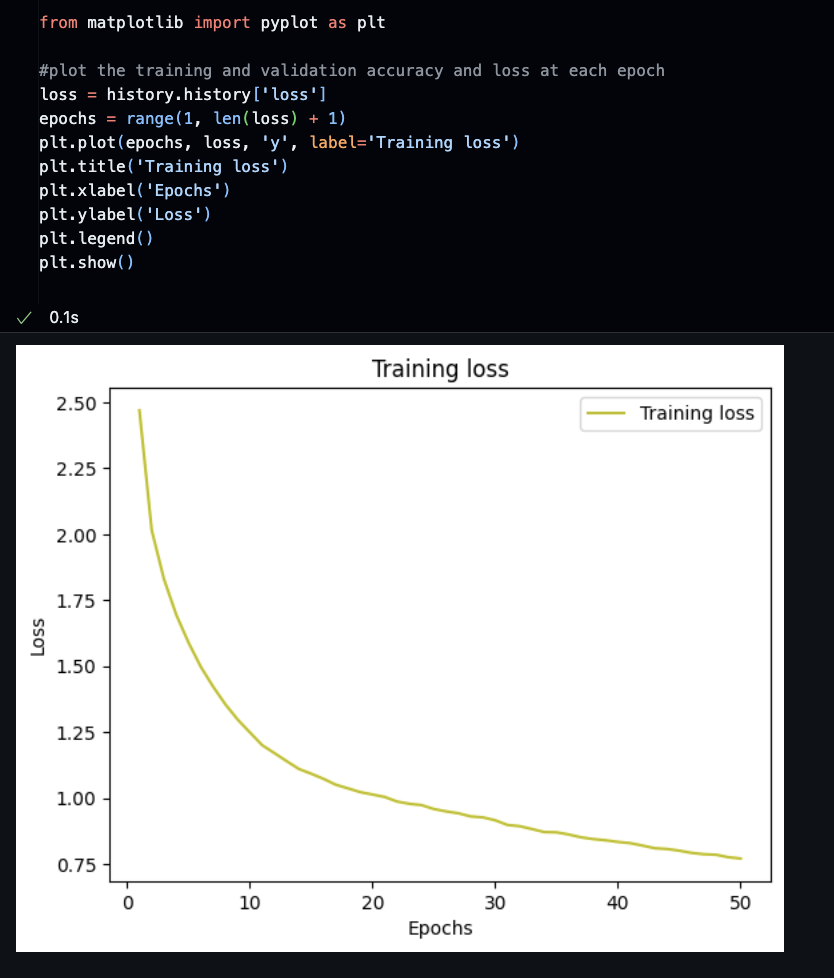 from matplotlib import pyplot as plt
#plot the training and validation accuracy and loss at each epoch
loss = history.history['loss']
epochs = range(1, len(loss) + 1)
plt.plot(epochs, loss, 'y', label='Training loss')
plt.title('Training loss')
plt.xlabel('Epochs')
plt.ylabel('Loss')
plt.legend()
plt.show()
0.1s
Training loss
Training loss
2.50
2.25
2.00
1.75
1.50
1.25
1.00
0.75
Loss
0 10 20 30 40 50
Epochs